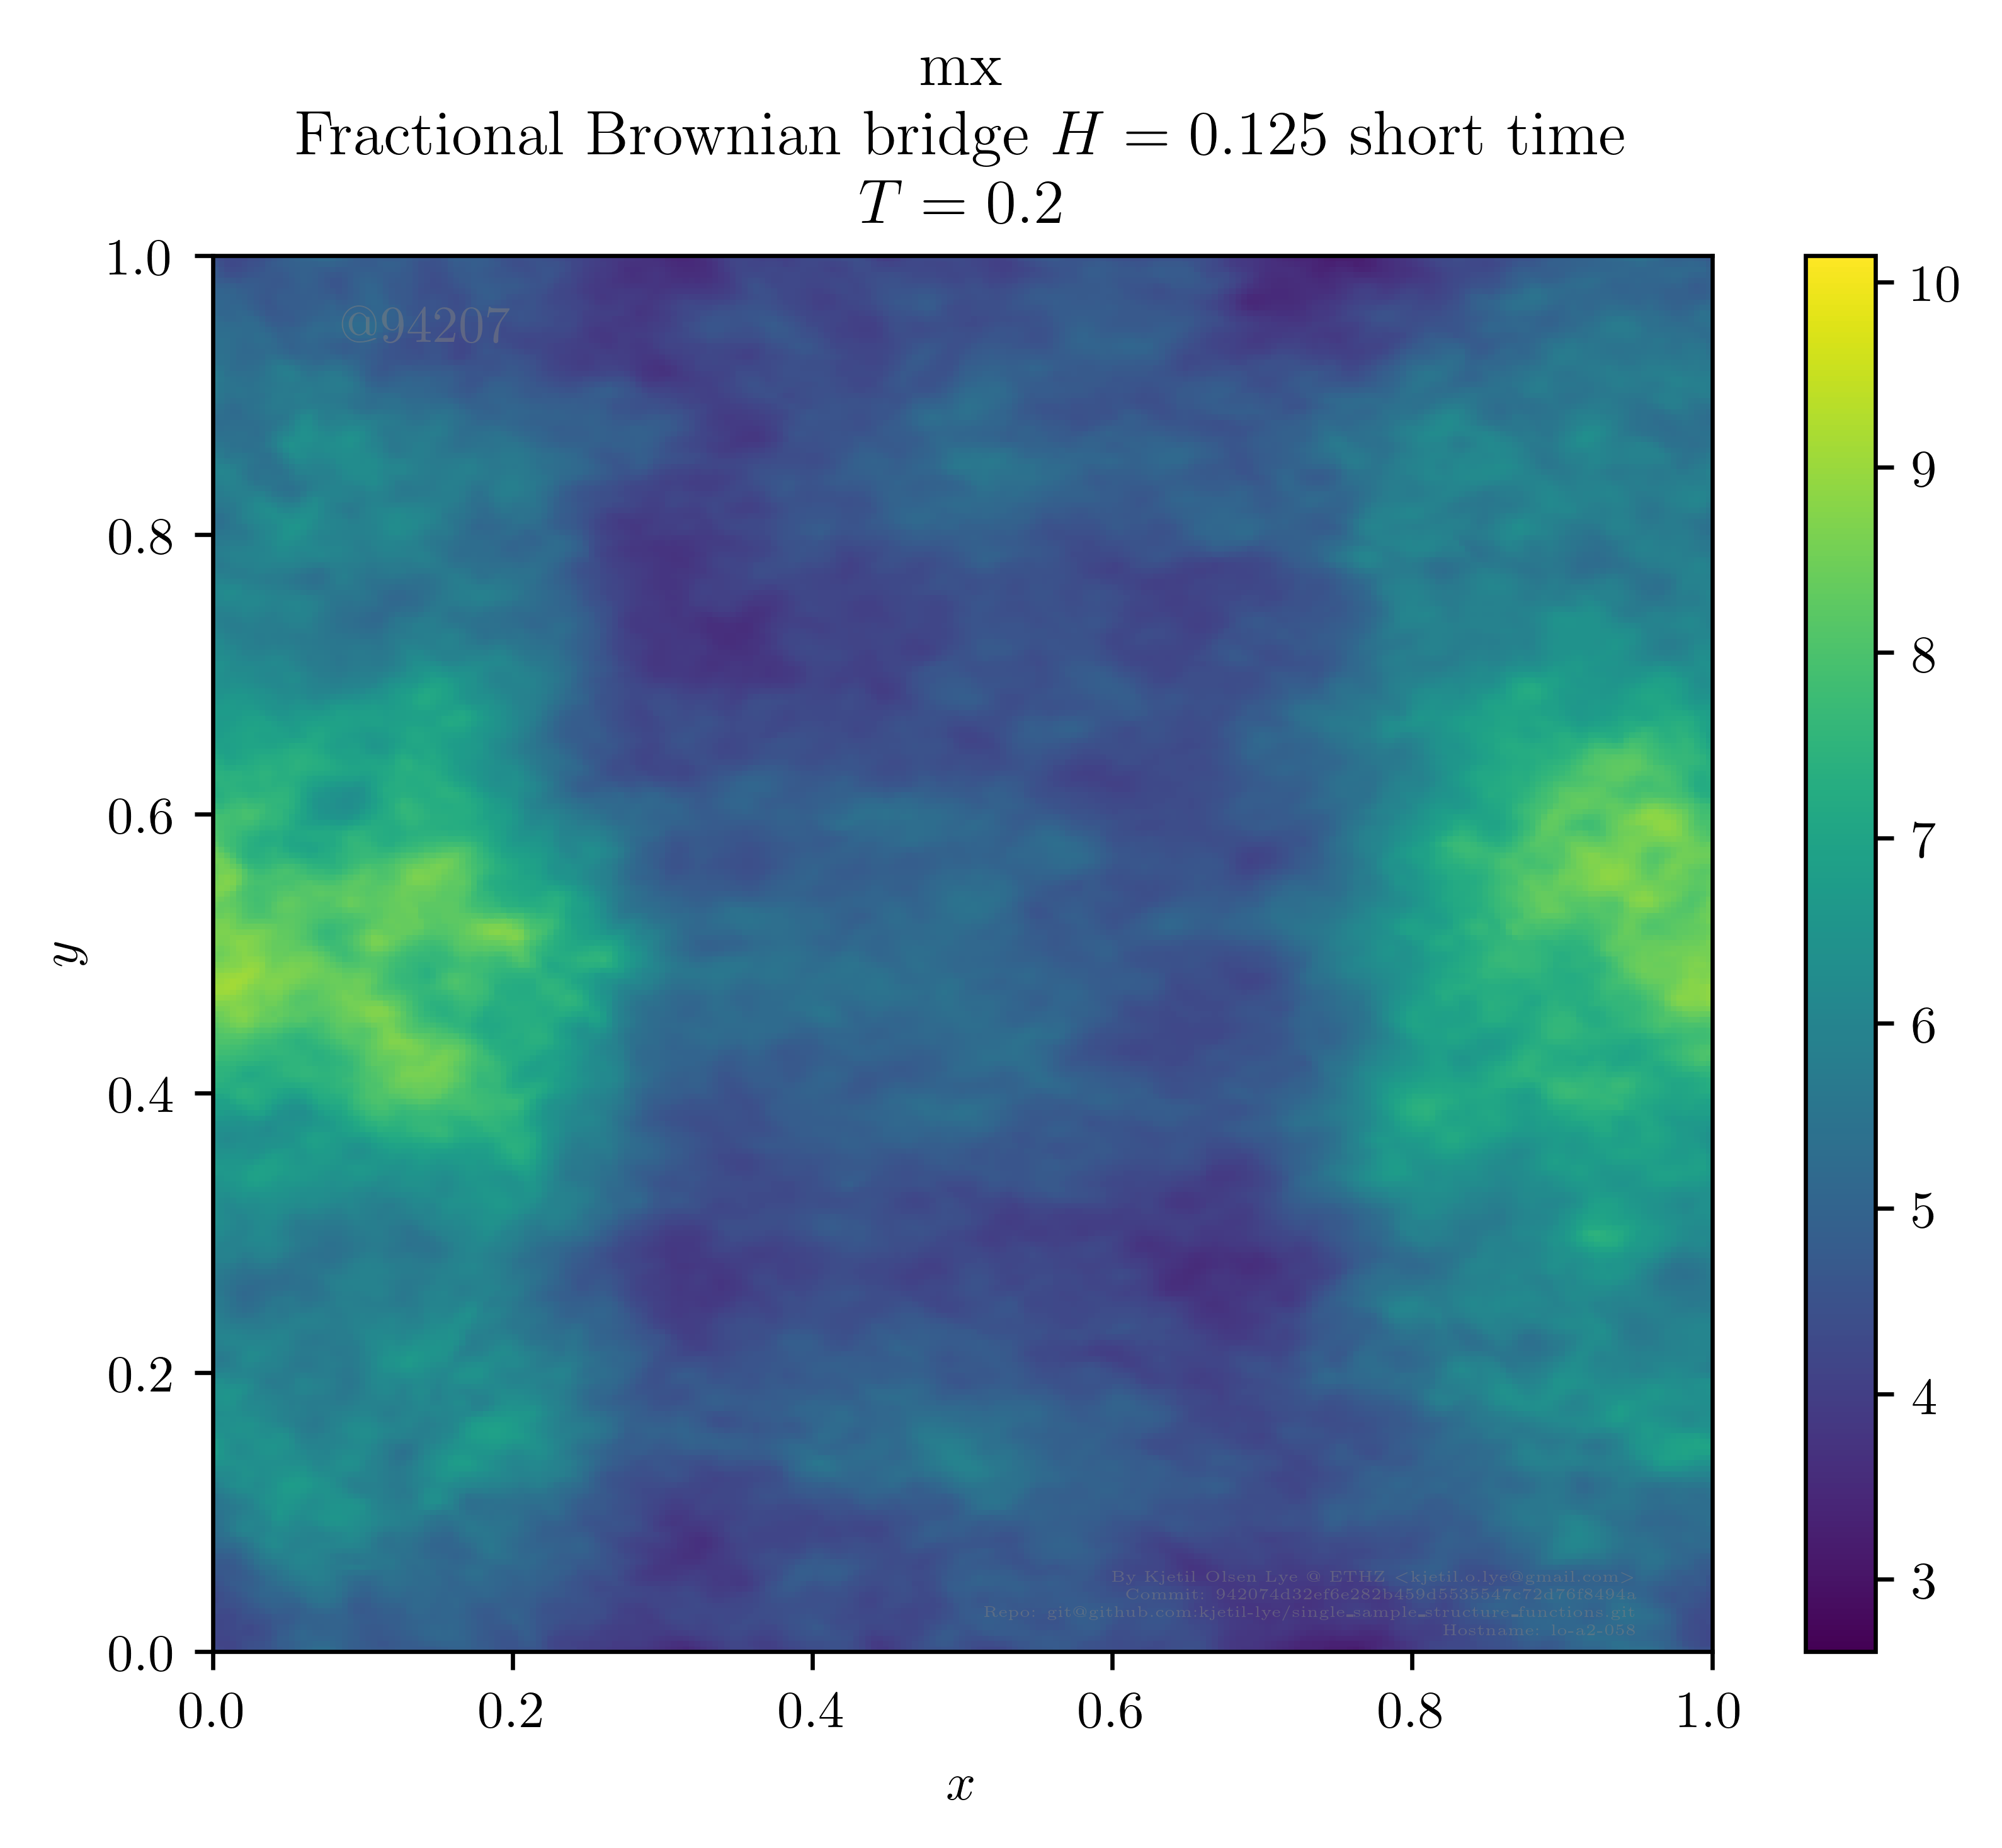 mx
Fractional Brownian bridge H = 0.125 short time
T = 0.2
1.0
0.8
0.6
0.4
0.2
0.0
y
@94207
By Kjetil Olsen Lye @ ETHZ <kjetil.o.lye@gmail.com>
Commit: 942074d32ef6e282b459d5535547c72d76f8494a
Repo: git@github.com:kjetil-lye/single_sample_structure_functions.git
Hostname: lo-a2-058
0.0 0.2 0.4 0.6 0.8 1.0
x
10
9
8
7
6
5
4
3